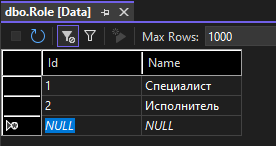 dbo.Role [Data]
Max Rows: 1000
Id Name
1 Специалист
2 Исполнитель
NULL NULL